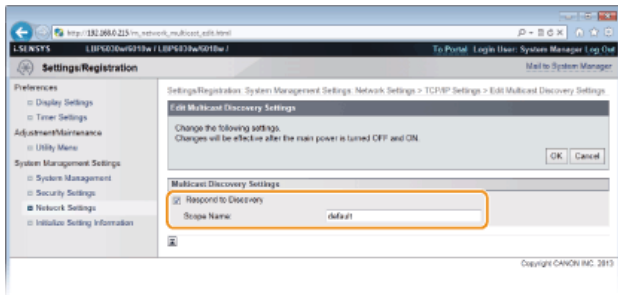 http://192.168.0.215/m_network_multicast_edit.html
LBP6030w/6018w / LBP6030w/6018w /
To Portal Login User: System Manager Log Out
Settings/Registration
Mail to System Manager
Preferences
Display Settings
Timer Settings
Adjustment/Maintenance
Utility Menu
System Management Settings
System Management
Security Settings
Network Settings
Initialize Setting Information
Settings/Registration: System Management Settings: Network Settings > TCP/IP Settings > Edit Multicast Discovery Settings
Edit Multicast Discovery Settings
Change the following settings.
Changes will be effective after the main power is turned OFF and ON.
OK Cancel
Multicast Discovery Settings
Respond to Discovery
Scope Name: default
Copyright CANON INC. 2013